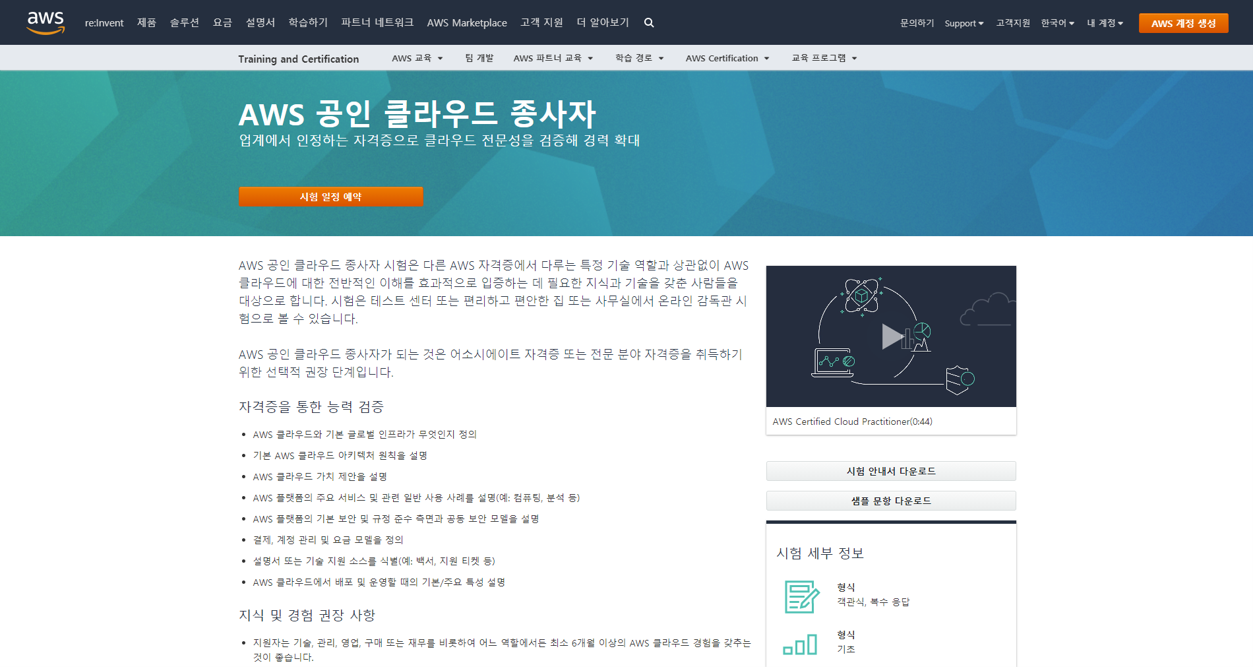 aws
re:Invent 제품 솔루션 요금 설명서 학습하기 파트너 네트워크 AWS Marketplace 고객 지원 더 알아보기
문의하기 Support 고객지원 한국어 내 계정 AWS 계정 생성
Training and Certification AWS 교육 팀 개발 AWS 파트너 교육 학습 경로 AWS Certification 교육 프로그램
AWS 공인 클라우드 종사자
업계에서 인정하는 자격증으로 클라우드 전문성을 검증해 경력 확대
시험 일정 예약
AWS 공인 클라우드 종사자 시험은 다른 AWS 자격증에서 다루는 특정 기술 역할과 상관없이 AWS
클라우드에 대한 전반적인 이해를 효과적으로 입증하는 데 필요한 지식과 기술을 갖춘 사람들을
대상으로 합니다. 시험은 테스트 센터 또는 편리하고 편안한 집 또는 사무실에서 온라인 감독관 시
험으로 볼 수 있습니다.
AWS 공인 클라우드 종사자가 되는 것은 어소시에이트 자격증 또는 전문 분야 자격증을 취득하기
위한 선택적 권장 단계입니다.
자격증을 통한 능력 검증
• AWS 클라우드와 기본 글로벌 인프라가 무엇인지 정의
• 기본 AWS 클라우드 아키텍처 원칙을 설명
• AWS 클라우드 가치 제안을 설명
• AWS 플랫폼의 주요 서비스 및 관련 일반 사용 사례를 설명(예: 컴퓨팅, 분석 등)
• AWS 플랫폼의 기본 보안 및 규정 준수 측면과 공동 보안 모델을 설명
• 결제, 계정 관리 및 요금 모델을 정의
• 설명서 또는 기술 지원 소스를 식별(예: 백서, 지원 티켓 등)
• AWS 클라우드에서 배포 및 운영할 때의 기본/주요 특성 설명
지식 및 경험 권장 사항
• 지원자는 기술, 관리, 영업, 구매 또는 재무를 비롯하여 어느 역할에서든 최소 6개월 이상의 AWS 클라우드 경험을 갖추는
것이 좋습니다.
AWS Certified Cloud Practitioner(0:44)
시험 안내서 다운로드
샘플 문항 다운로드
시험 세부 정보
형식
객관식, 복수 응답
형식
기초